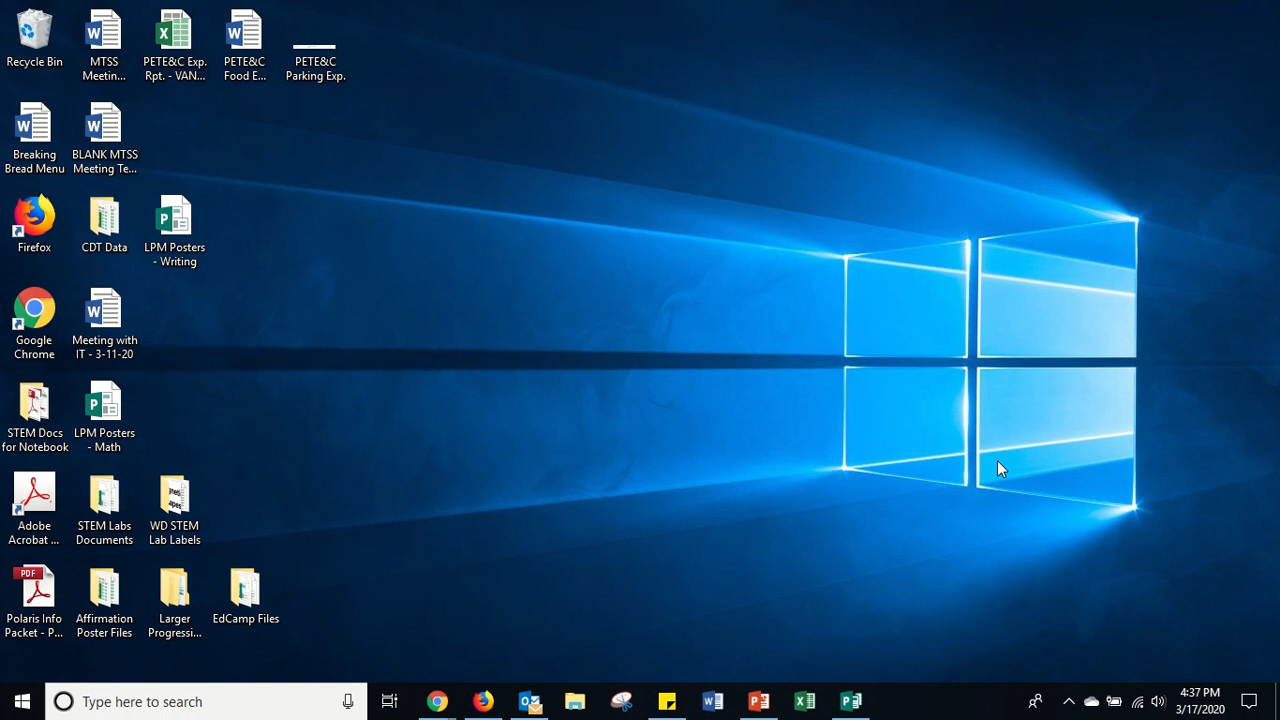 Recycle Bin
MTSS
Meetin...
PETE&C Exp.
Rpt. - VAN...
PETE&C
Food E...
PETE&C
Parking Exp.
Breaking
Bread Menu
BLANK MTSS
Meeting Te...
Firefox
CDT Data
LPM Posters
- Writing
Google
Chrome
Meeting with
IT - 3-11-20
STEM Docs
for Notebook
LPM Posters
- Math
Adobe
Acrobat ...
STEM Labs
Documents
WD STEM
Lab Labels
PDF
Polaris Info
Packet - P...
Affirmation
Poster Files
Larger
Progressi...
EdCamp Files
Type here to search
4:37 PM
3/17/2020